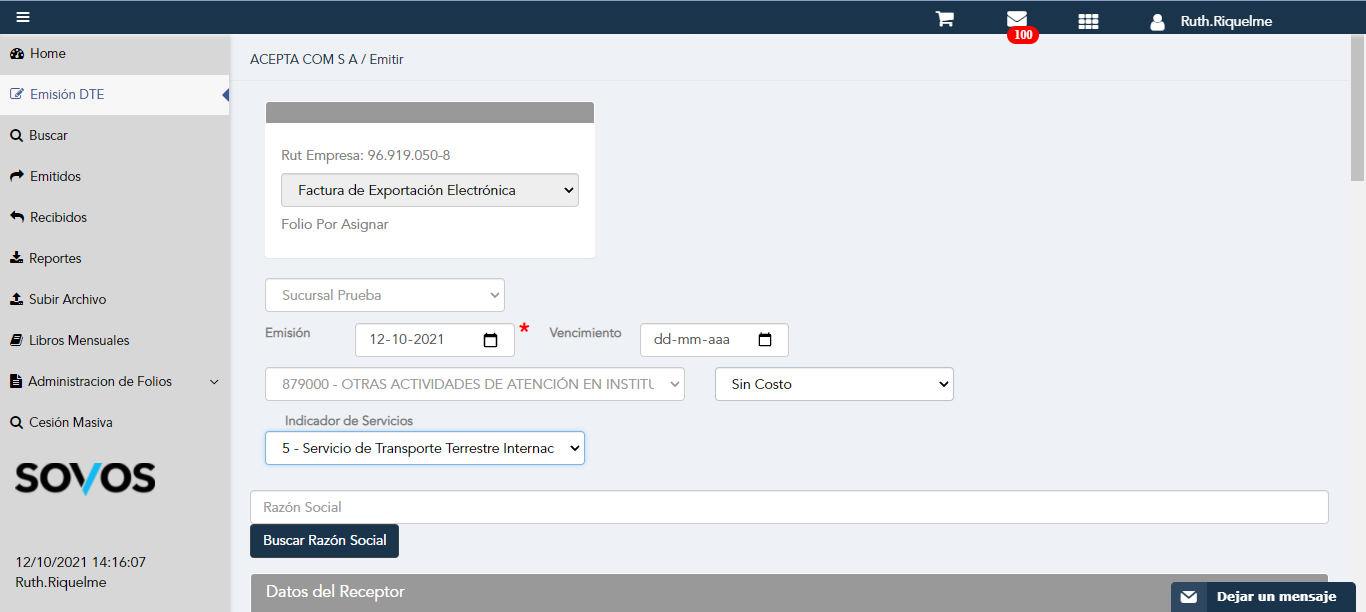 Ruth.Riquelme
100
Home
ACEPTA COM S A / Emitir
Emisión DTE
Buscar
Emitidos
Recibidos
Reportes
Subir Archivo
Libros Mensuales
Administracion de Folios
Cesión Masiva
SOVOS
12/10/2021 14:16:07
Ruth.Riquelme
Rut Empresa: 96.919.050-8
Factura de Exportación Electrónica
Folio Por Asignar
Sucursal Prueba
Emisión 12-10-2021 * Vencimiento dd-mm-aaa
879000 - OTRAS ACTIVIDADES DE ATENCIÓN EN INSTITU Sin Costo
Indicador de Servicios
5 - Servicio de Transporte Terrestre Internac
Razón Social
Buscar Razón Social
Datos del Receptor
Dejar un mensaje